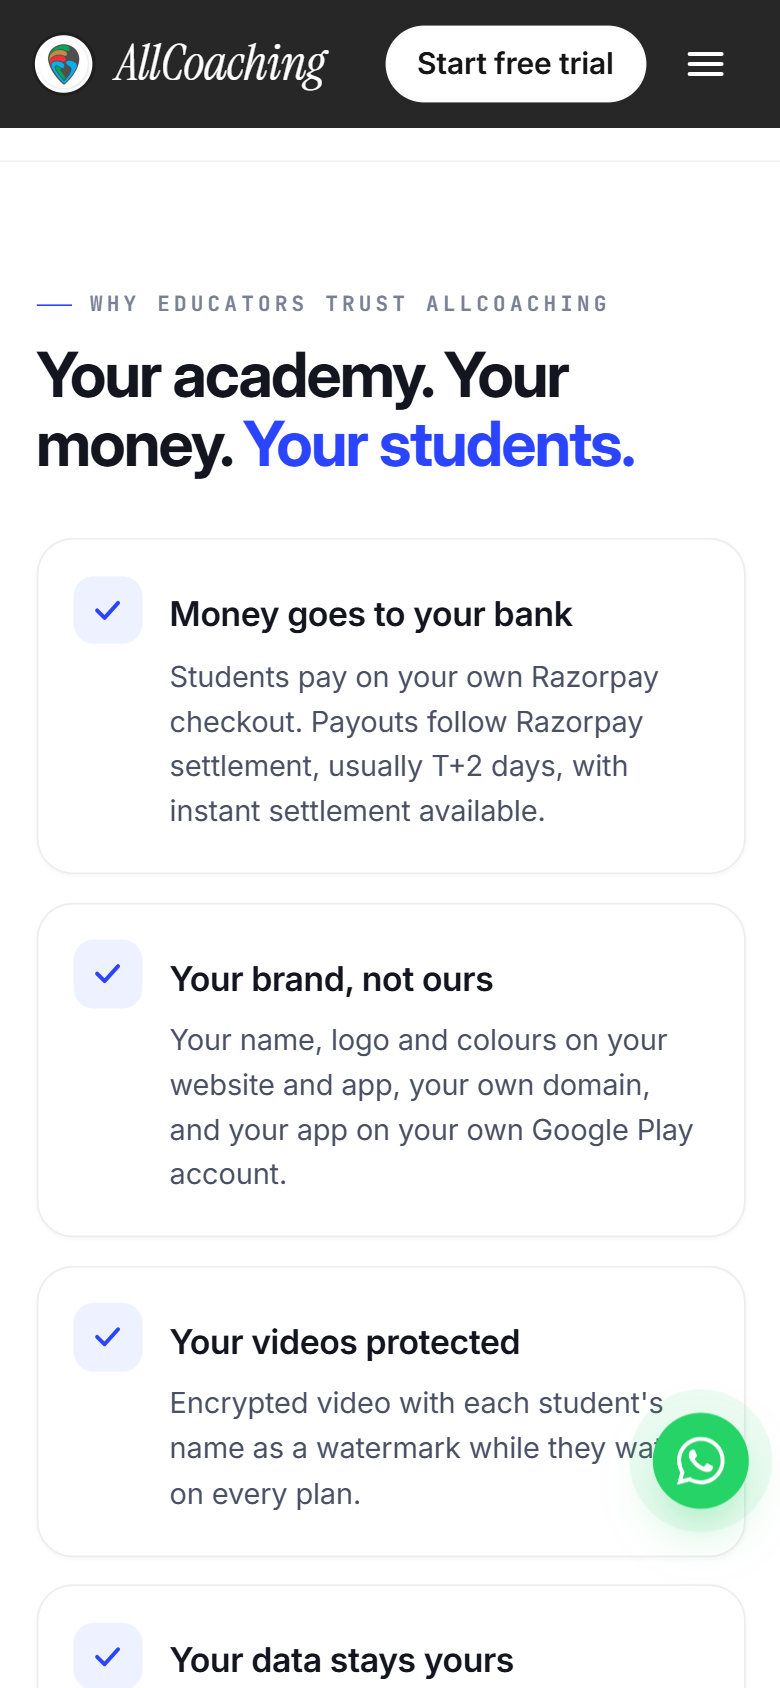 AllCoaching
Start free trial
WHY EDUCATORS TRUST ALLCOACHING
Your academy. Your
money. Your students.
Money goes to your bank
Students pay on your own Razorpay
checkout. Payouts follow Razorpay
settlement, usually T+2 days, with
instant settlement available.
Your brand, not ours
Your name, logo and colours on your
website and app, your own domain,
and your app on your own Google Play
account.
Your videos protected
Encrypted video with each student's
name as a watermark while they
on every plan.
Your data stays yours